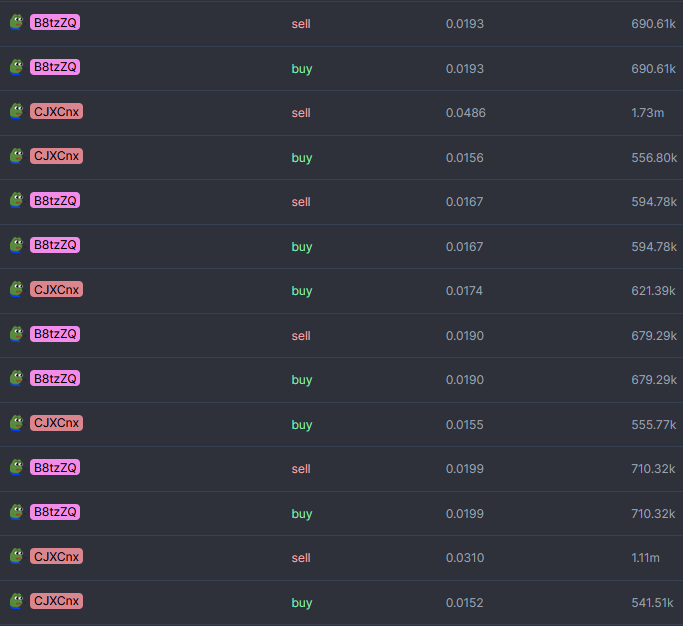 B8tzZQ sell 0.0193 690.61k
B8tzZQ buy 0.0193 690.61k
CJXCnx sell 0.0486 1.73m
CJXCnx buy 0.0156 556.80k
B8tzZQ sell 0.0167 594.78k
B8tzZQ buy 0.0167 594.78k
CJXCnx buy 0.0174 621.39k
B8tzZQ sell 0.0190 679.29k
B8tzZQ buy 0.0190 679.29k
CJXCnx buy 0.0155 555.77k
B8tzZQ sell 0.0199 710.32k
B8tzZQ buy 0.0199 710.32k
CJXCnx sell 0.0310 1.11m
CJXCnx buy 0.0152 541.51k